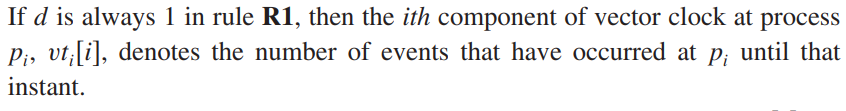 If d is always 1 in rule R1, then the ith component of vector clock at process
pᵢ, vtᵢ[i], denotes the number of events that have occurred at pᵢ until that
instant.